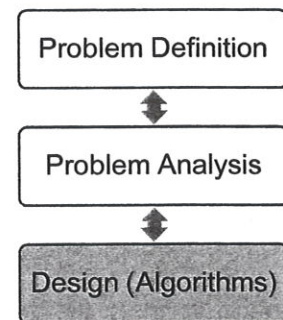 Problem Definition
Problem Analysis
Design (Algorithms)